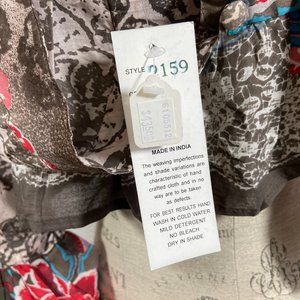 STYLE 9159
MADE IN INDIA
The weaving imperfections
and shade variations are
characteristic of hand
crafted cloth and in no
way are to be taken
as defects.
FOR BEST RESULTS HAND
WASH IN COLD WATER
MILD DETERGENT
NO BLEACH
DRY IN SHADE